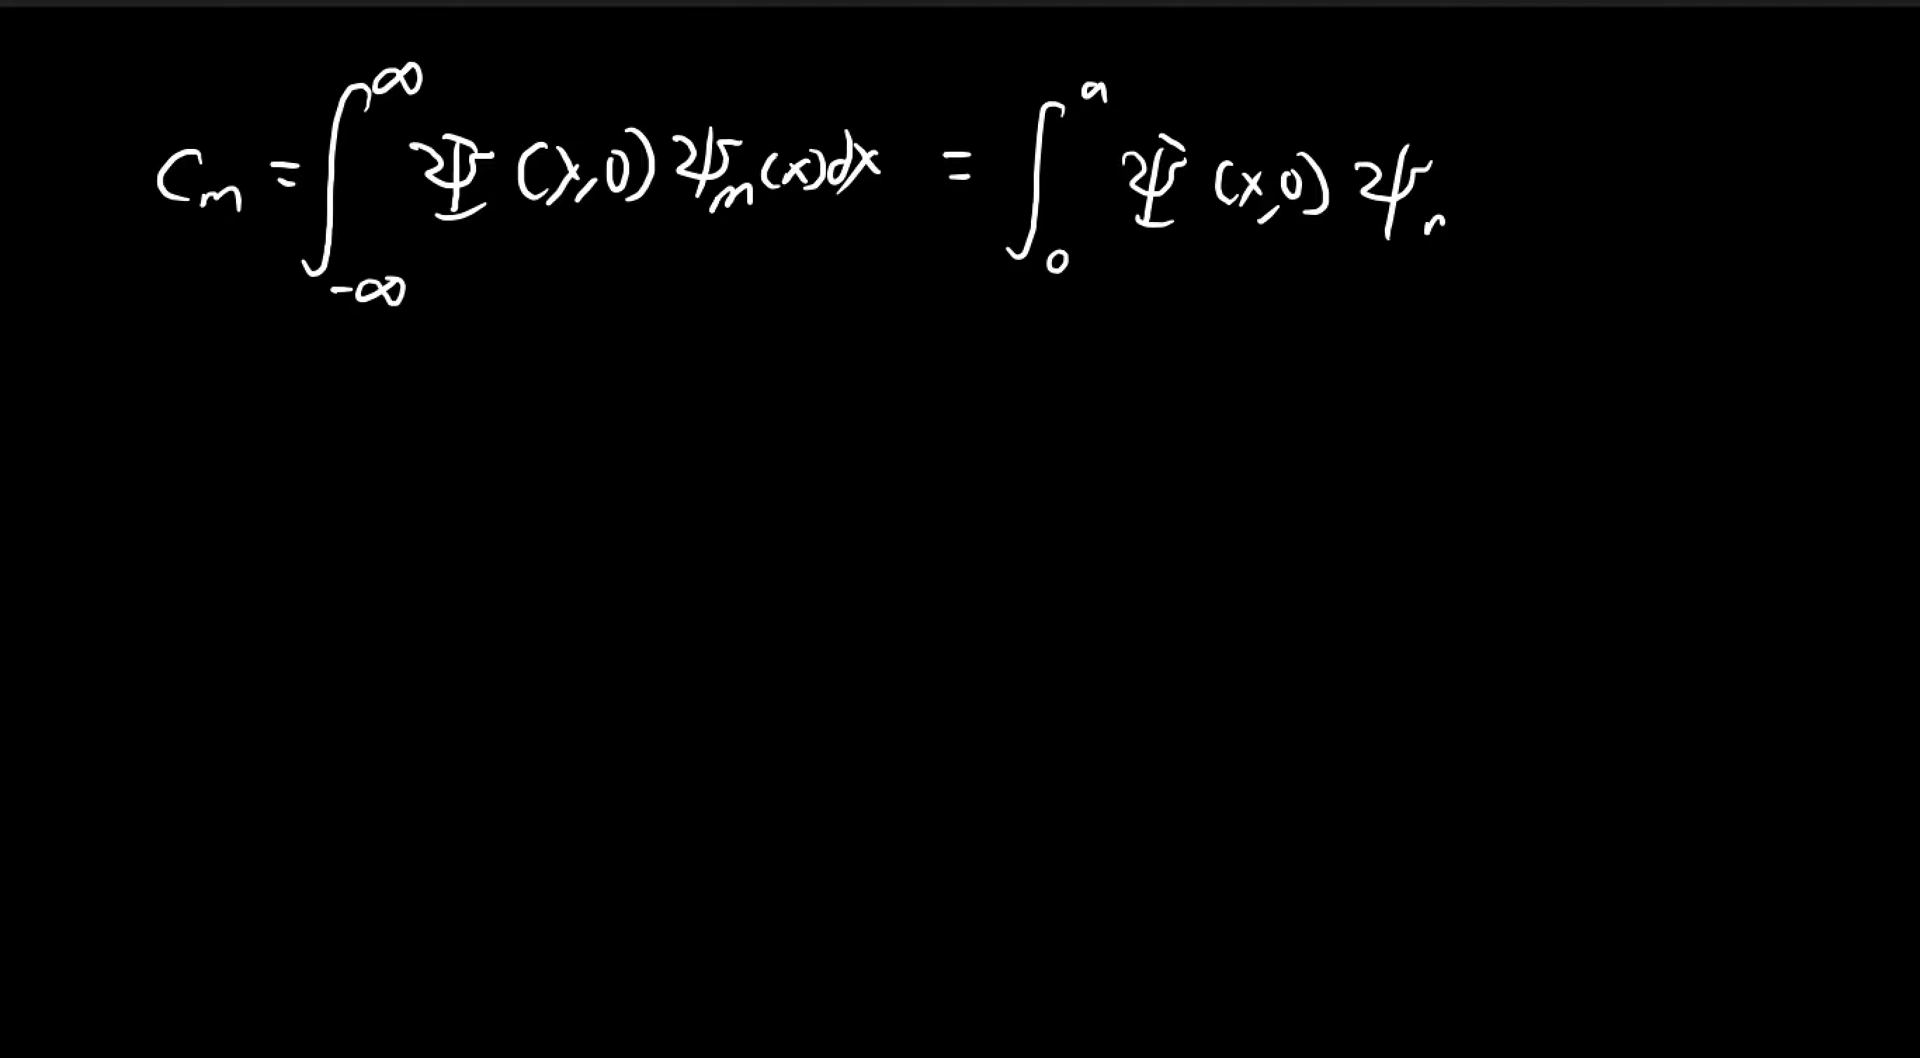 C_m = ∫_{-∞}^{∞} Ψ(x,0) ψ_m(x)dx = ∫_0^a Ψ(x,0) ψ